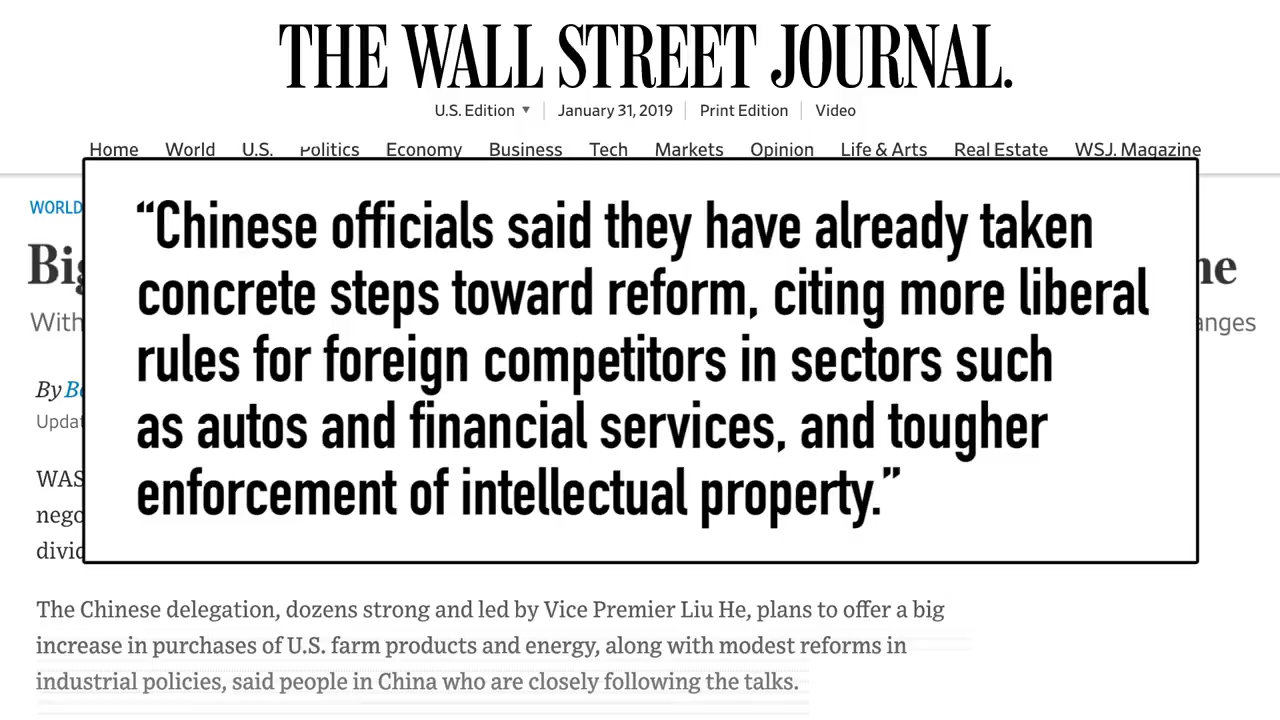 THE WALL STREET JOURNAL.
U.S. Edition ▼ | January 31, 2019 | Print Edition | Video
Home World U.S. Politics Economy Business Tech Markets Opinion Life & Arts Real Estate WSJ. Magazine
WORLD
“Chinese officials said they have already taken
concrete steps toward reform, citing more liberal
rules for foreign competitors in sectors such
as autos and financial services, and tougher
enforcement of intellectual property.”
With
By
The Chinese delegation, dozens strong and led by Vice Premier Liu He, plans to offer a big
increase in purchases of U.S. farm products and energy, along with modest reforms in
industrial policies, said people in China who are closely following the talks.